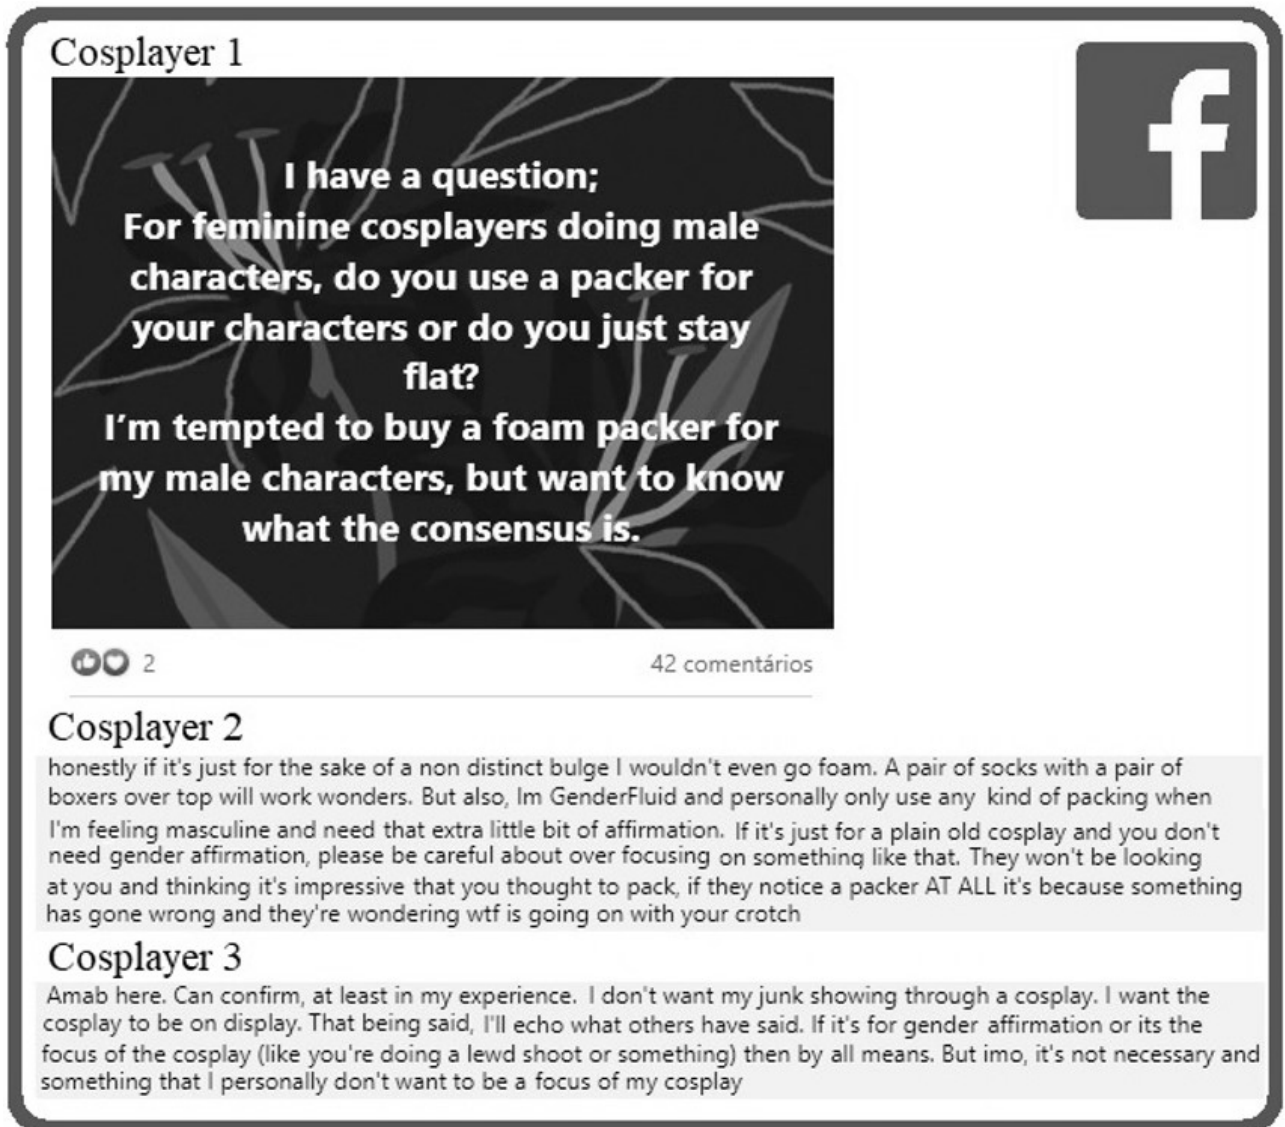 Cosplayer 1
f
I have a question;
For feminine cosplayers doing male
characters, do you use a packer for
your characters or do you just stay
flat?
I'm tempted to buy a foam packer for
my male characters, but want to know
what the consensus is.
2 42 comentários
Cosplayer 2
honestly if it's just for the sake of a non distinct bulge I wouldn't even go foam. A pair of socks with a pair of
boxers over top will work wonders. But also, Im GenderFluid and personally only use any kind of packing when
I'm feeling masculine and need that extra little bit of affirmation. If it's just for a plain old cosplay and you don't
need gender affirmation, please be careful about over focusing on something like that. They won't be looking
at you and thinking it's impressive that you thought to pack, if they notice a packer AT ALL it's because something
has gone wrong and they're wondering wtf is going on with your crotch
Cosplayer 3
Amab here. Can confirm, at least in my experience. I don't want my junk showing through a cosplay. I want the
cosplay to be on display. That being said, I'll echo what others have said. If it's for gender affirmation or its the
focus of the cosplay (like you're doing a lewd shoot or something) then by all means. But imo, it's not necessary and
something that I personally don't want to be a focus of my cosplay